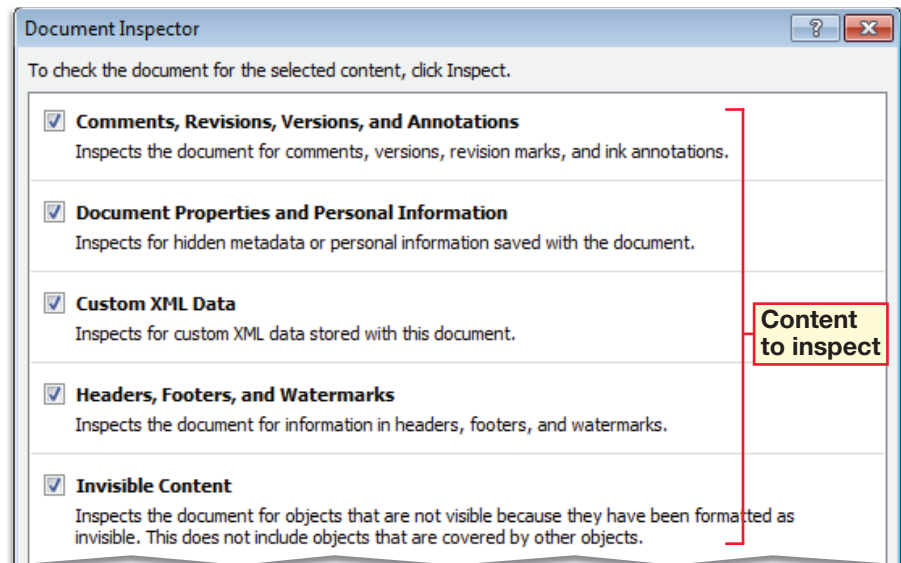 Document Inspector
To check the document for the selected content, click Inspect.
Comments, Revisions, Versions, and Annotations
Inspects the document for comments, versions, revision marks, and ink annotations.
Document Properties and Personal Information
Inspects for hidden metadata or personal information saved with the document.
Custom XML Data
Inspects for custom XML data stored with this document.
Content
to inspect
Headers, Footers, and Watermarks
Inspects the document for information in headers, footers, and watermarks.
Invisible Content
Inspects the document for objects that are not visible because they have been formatted as
invisible. This does not include objects that are covered by other objects.